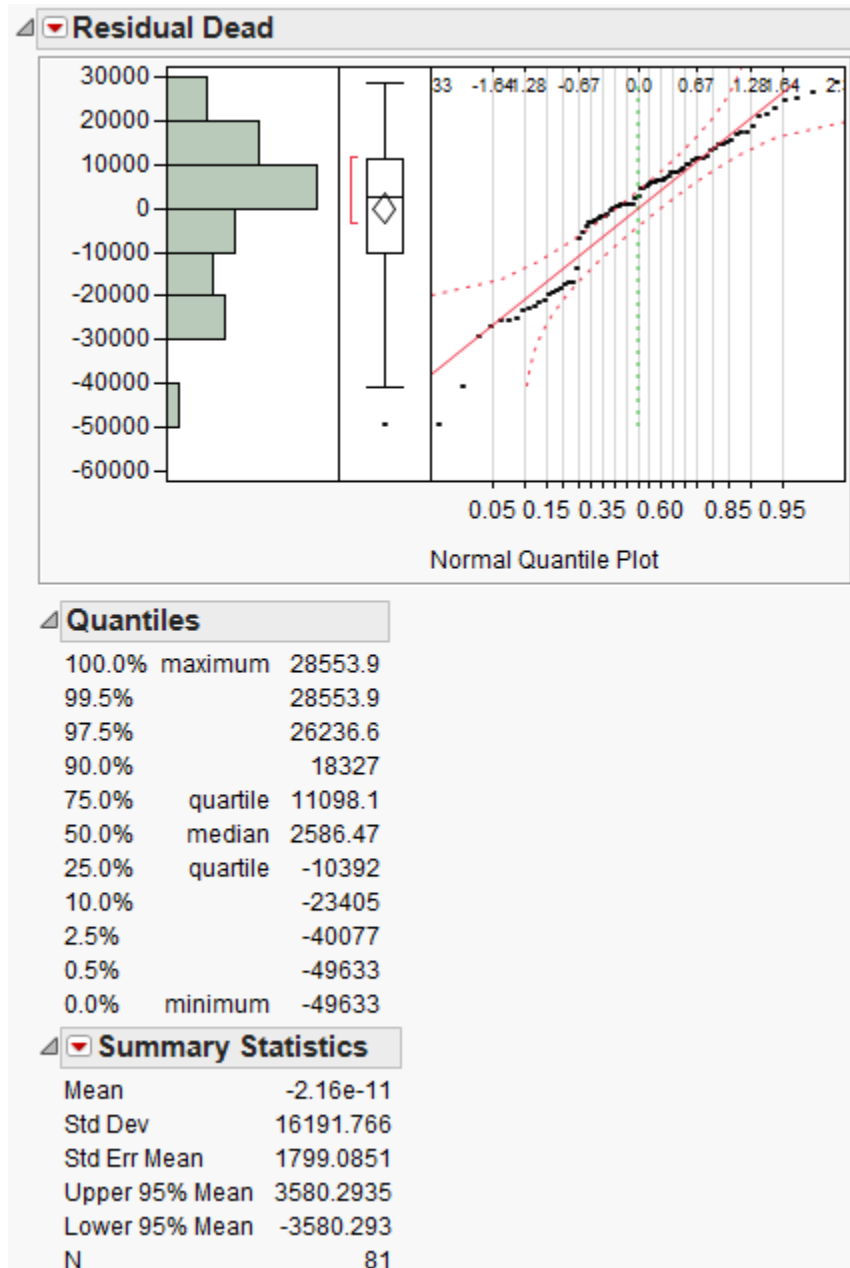 Residual Dead
30000
20000
10000
0
-10000
-20000
-30000
-40000
-50000
-60000
33 -1.64 1.28 -0.67 0.0 0.67 1.28 1.64
0.05 0.15 0.35 0.60 0.85 0.95
Normal Quantile Plot
Quantiles
100.0% maximum 28553.9
99.5% 28553.9
97.5% 26236.6
90.0% 18327
75.0% quartile 11098.1
50.0% median 2586.47
25.0% quartile -10392
10.0% -23405
2.5% -40077
0.5% -49633
0.0% minimum -49633
Summary Statistics
Mean -2.16e-11
Std Dev 16191.766
Std Err Mean 1799.0851
Upper 95% Mean 3580.2935
Lower 95% Mean -3580.293
N 81